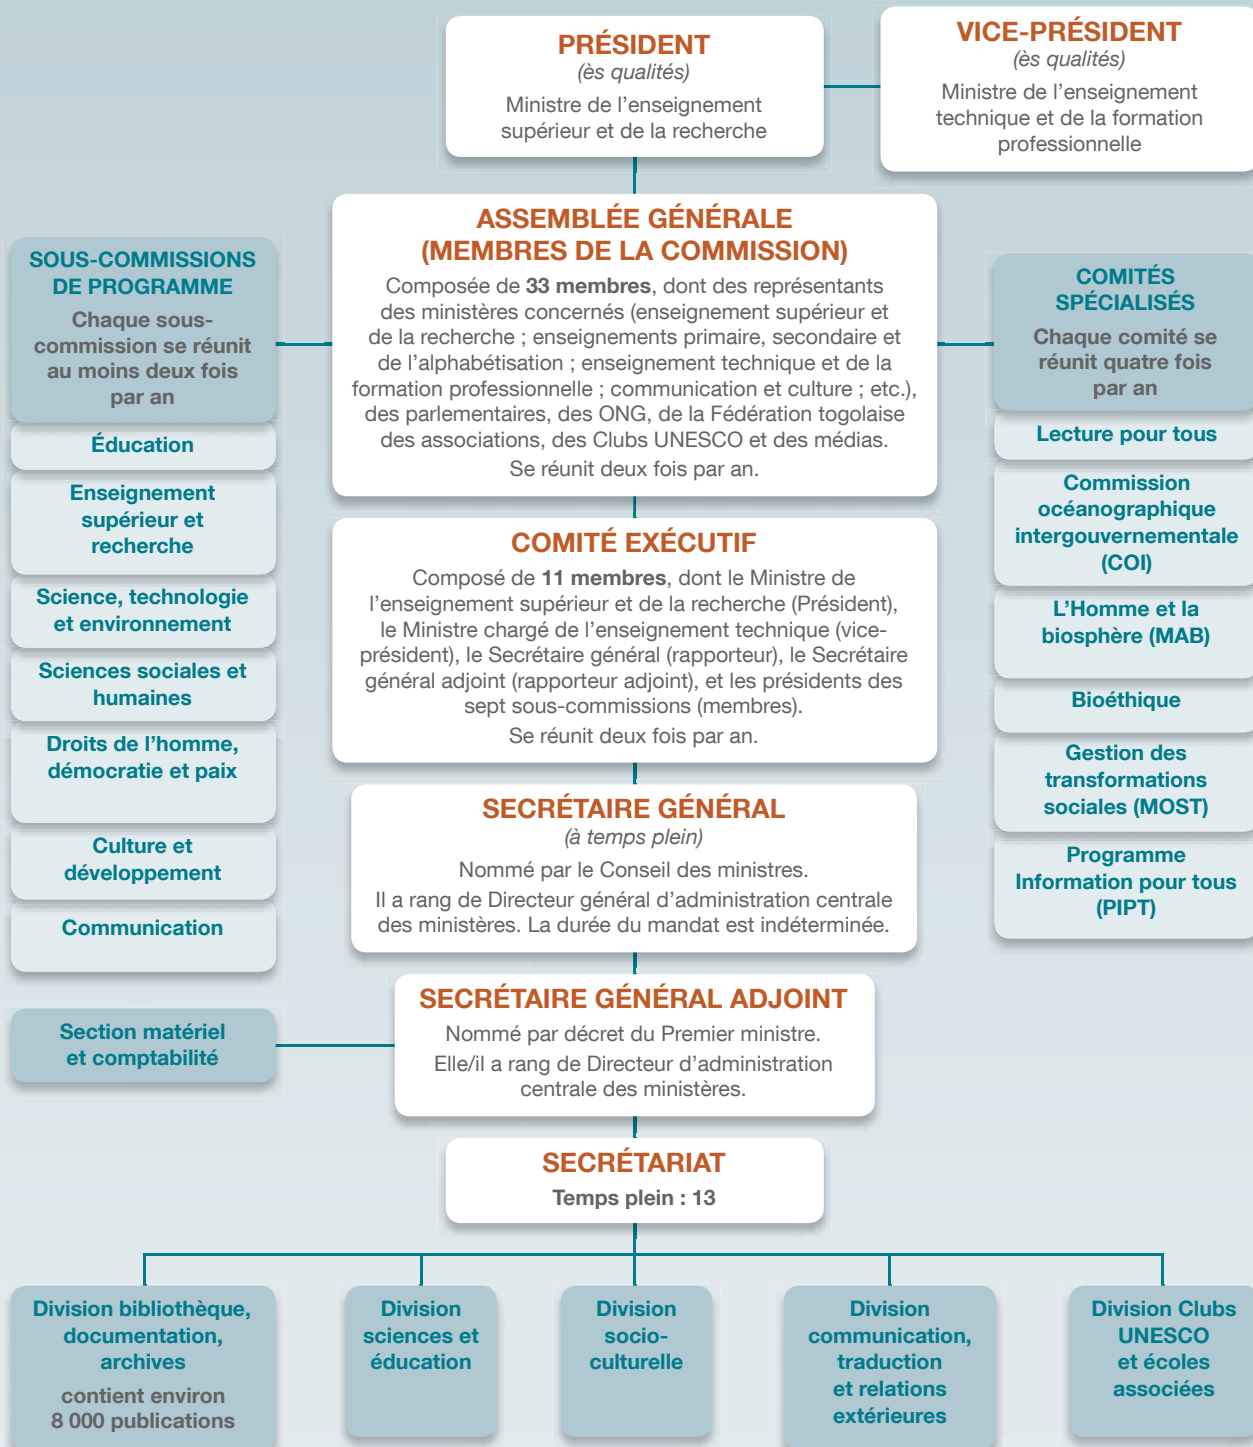 PRÉSIDENT
(ès qualités)
Ministre de l’enseignement
supérieur et de la recherche
VICE-PRÉSIDENT
(ès qualités)
Ministre de l’enseignement
technique et de la formation
professionnelle
ASSEMBLÉE GÉNÉRALE
(MEMBRES DE LA COMMISSION)
Composée de 33 membres, dont des représentants
des ministères concernés (enseignement supérieur et
de la recherche ; enseignements primaire, secondaire et
de l’alphabétisation ; enseignement technique et de la
formation professionnelle ; communication et culture ; etc.),
des parlementaires, des ONG, de la Fédération togolaise
des associations, des Clubs UNESCO et des médias.
Se réunit deux fois par an.
SOUS-COMMISSIONS
DE PROGRAMME
Chaque sous-
commission se réunit
au moins deux fois
par an
Éducation
Enseignement
supérieur et
recherche
Science, technologie
et environnement
Sciences sociales et
humaines
Droits de l’homme,
démocratie et paix
Culture et
développement
Communication
COMITÉS
SPÉCIALISÉS
Chaque comité se
réunit quatre fois
par an
Lecture pour tous
Commission
océanographique
intergouvernementale
(COI)
L’Homme et la
biosphère (MAB)
Bioéthique
Gestion des
transformations
sociales (MOST)
Programme
Information pour tous
(PIPT)
COMITÉ EXÉCUTIF
Composé de 11 membres, dont le Ministre de
l’enseignement supérieur et de la recherche (Président),
le Ministre chargé de l’enseignement technique (vice-
président), le Secrétaire général (rapporteur), le Secrétaire
général adjoint (rapporteur adjoint), et les présidents des
sept sous-commissions (membres).
Se réunit deux fois par an.
SECRÉTAIRE GÉNÉRAL
(à temps plein)
Nommé par le Conseil des ministres.
Il a rang de Directeur général d’administration centrale
des ministères. La durée du mandat est indéterminée.
SECRÉTAIRE GÉNÉRAL ADJOINT
Nommé par décret du Premier ministre.
Elle/il a rang de Directeur d’administration
centrale des ministères.
Section matériel
et comptabilité
SECRÉTARIAT
Temps plein : 13
Division bibliothèque,
documentation,
archives
contient environ
8 000 publications
Division
sciences et
éducation
Division
socio-
culturelle
Division
communication,
traduction
et relations
extérieures
Division Clubs
UNESCO
et écoles
associées